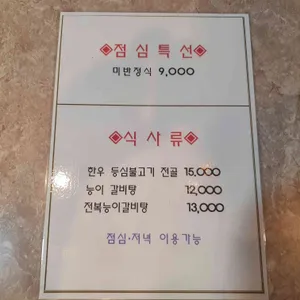 ◈점심특선◈
미반정식 9,000
◈식사류◈
한우 등심불고기 전골 15,000
능이 갈비탕 12,000
전복능이갈비탕 13,000
점심·저녁 이용가능